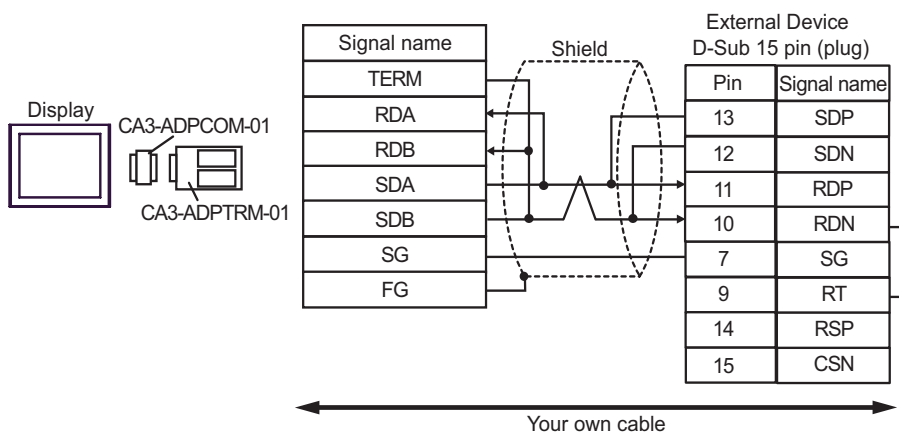 Display
CA3-ADPCOM-01
CA3-ADPTRM-01
Signal name
TERM
RDA
RDB
SDA
SDB
SG
FG
Shield
External Device
D-Sub 15 pin (plug)
Pin Signal name
13 SDP
12 SDN
11 RDP
10 RDN
7 SG
9 RT
14 RSP
15 CSN
Your own cable